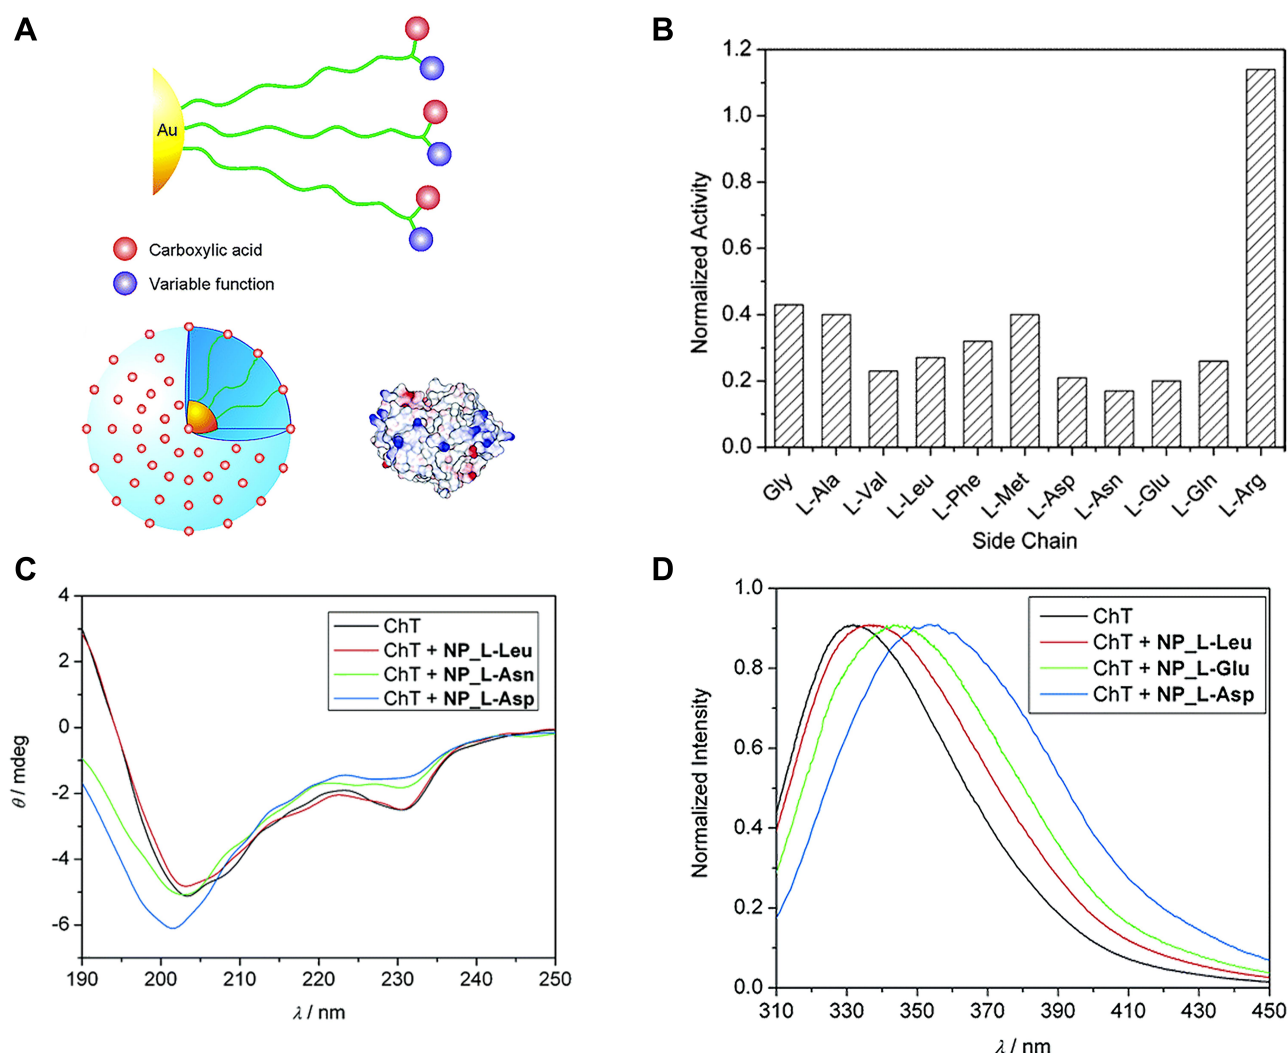 A
Au
Carboxylic acid
Variable function
B
1.2
1.0
0.8
0.6
0.4
0.2
0.0
Normalized Activity
Gly
L-Ala
L-Val
L-Leu
L-Phe
L-Met
L-Asp
L-Asn
L-Glu
L-Gln
L-Arg
Side Chain
C
4
2
0
-2
-4
-6
θ / mdeg
ChT
ChT + NP_L-Leu
ChT + NP_L-Asn
ChT + NP_L-Asp
190 200 210 220 230 240 250
λ / nm
D
1.0
0.8
0.6
0.4
0.2
0.0
Normalized Intensity
ChT
ChT + NP_L-Leu
ChT + NP_L-Glu
ChT + NP_L-Asp
310 330 350 370 390 410 430 450
λ / nm